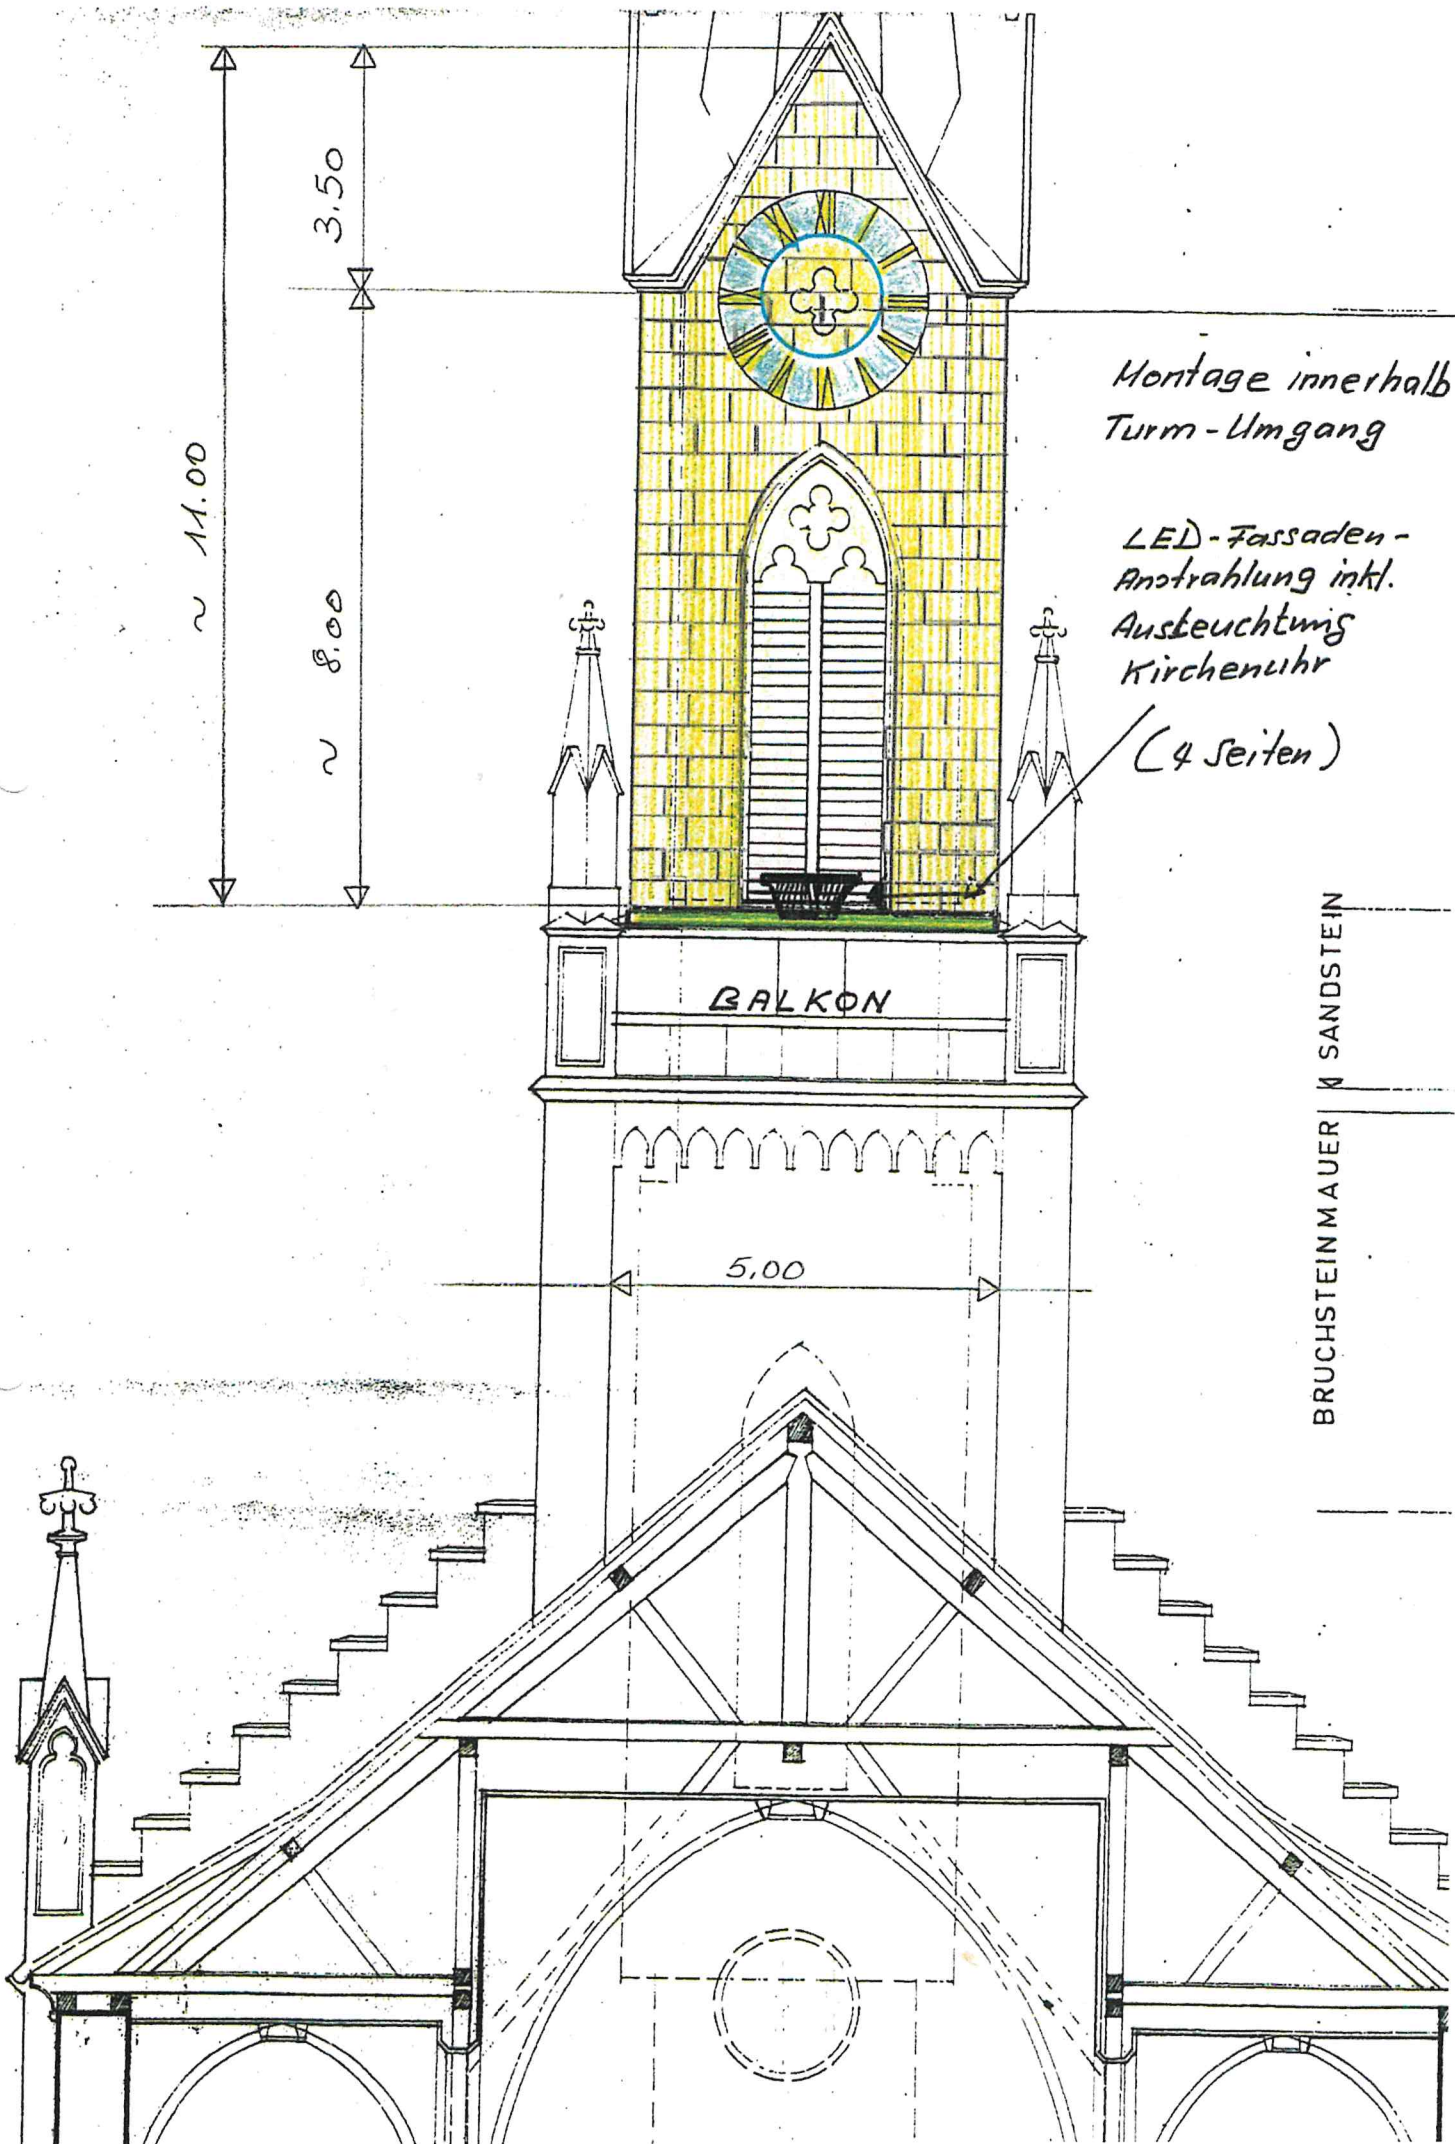 3.50
~ 11.00
~ 8.00
Montage innerhalb
Turm-Umgang
LED-Fassaden-
Anstrahlung inkl.
Ausleuchtung
Kirchenuhr
(4 Seiten)
BALKON
SANDSTEIN
BRUCHSTEINMAUER
5,00